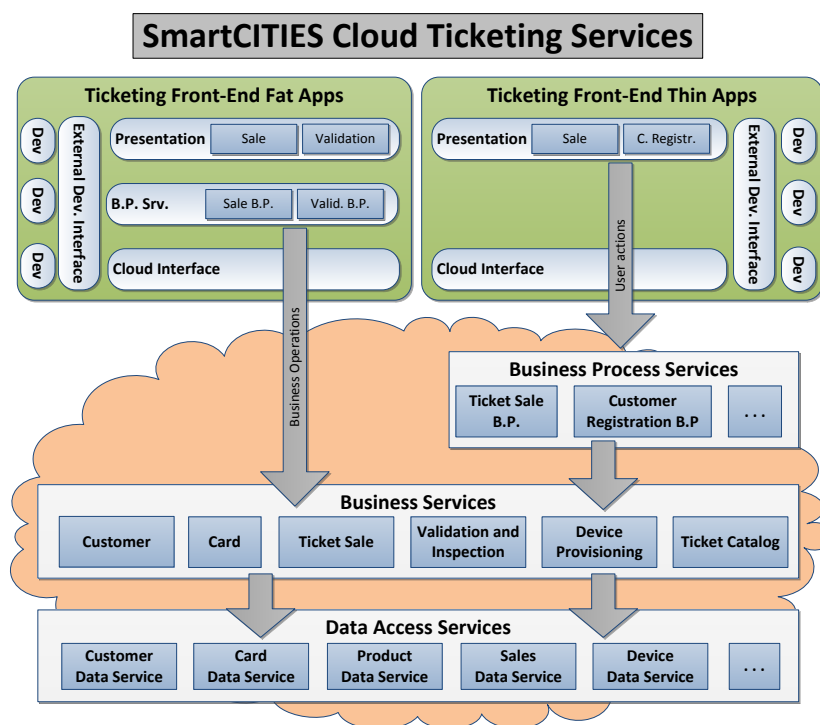 SmartCITIES Cloud Ticketing Services
Ticketing Front-End Fat Apps
Dev
Dev
Dev
External Dev. Interface
Presentation
Sale
Validation
B.P. Srv.
Sale B.P.
Valid. B.P.
Cloud Interface
Ticketing Front-End Thin Apps
Presentation
Sale
C. Registr.
Cloud Interface
External Dev. Interface
Dev
Dev
Dev
Business Operations
User actions
Business Process Services
Ticket Sale
B.P.
Customer
Registration B.P
...
Business Services
Customer
Card
Ticket Sale
Validation and
Inspection
Device
Provisioning
Ticket Catalog
Data Access Services
Customer
Data Service
Card
Data Service
Product
Data Service
Sales
Data Service
Device
Data Service
...